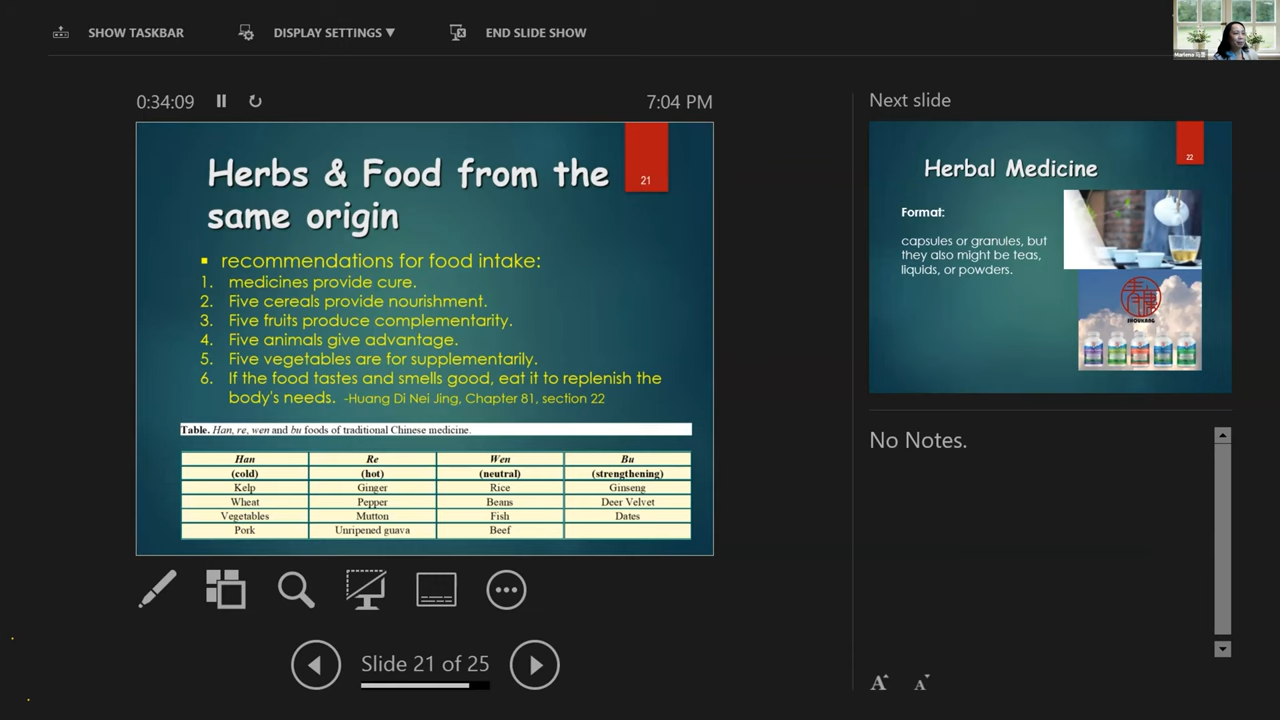 SHOW TASKBAR
DISPLAY SETTINGS ▼
END SLIDE SHOW
0:34:09
7:04 PM
Herbs & Food from the
same origin
21
▪ recommendations for food intake:
1. medicines provide cure.
2. Five cereals provide nourishment.
3. Five fruits produce complementarity.
4. Five animals give advantage.
5. Five vegetables are for supplementarily.
6. If the food tastes and smells good, eat it to replenish the
body's needs. -Huang Di Nei Jing, Chapter 81, section 22
Table. Han, re, wen and bu foods of traditional Chinese medicine.
Han Re Wen Bu
(cold) (hot) (neutral) (strengthening)
Kelp Ginger Rice Ginseng
Wheat Pepper Beans Deer Velvet
Vegetables Mutton Fish Dates
Pork Unripened guava Beef
Slide 21 of 25
Next slide
Herbal Medicine
22
Format:
capsules or granules, but
they also might be teas,
liquids, or powders.
SHOUKANG
No Notes.
A A
Marlena